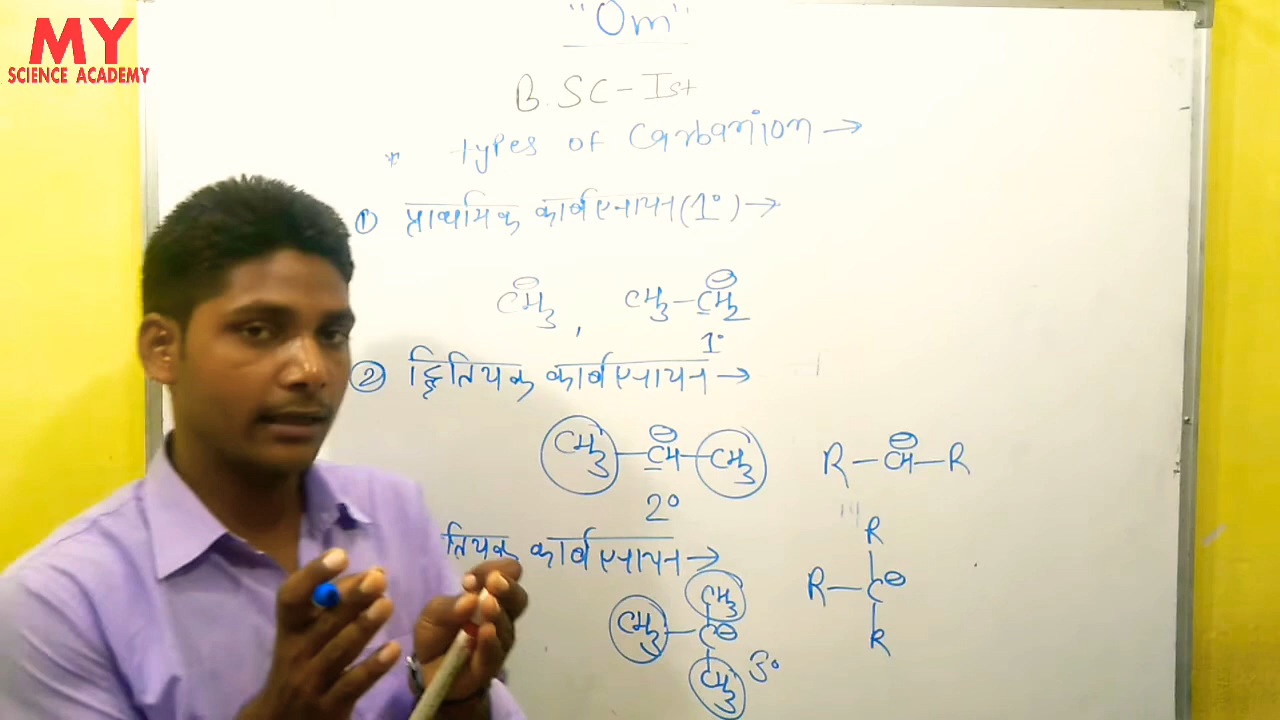 MY
SCIENCE ACADEMY
"Om"
B.SC-Ist
* Types of Carbanion →
① प्राथमिक कार्बएनायन (1°) →
CH₃⊖ , CH₃–CH₂⊖
1°
② द्वितियक कार्बएनायन →
CH₃–CH⊖–CH₃ R–CH⊖–R
2°
तियक कार्बएनायन →
R
CH₃ R–C⊖
CH₃–C⊖ R
CH₃ 3°